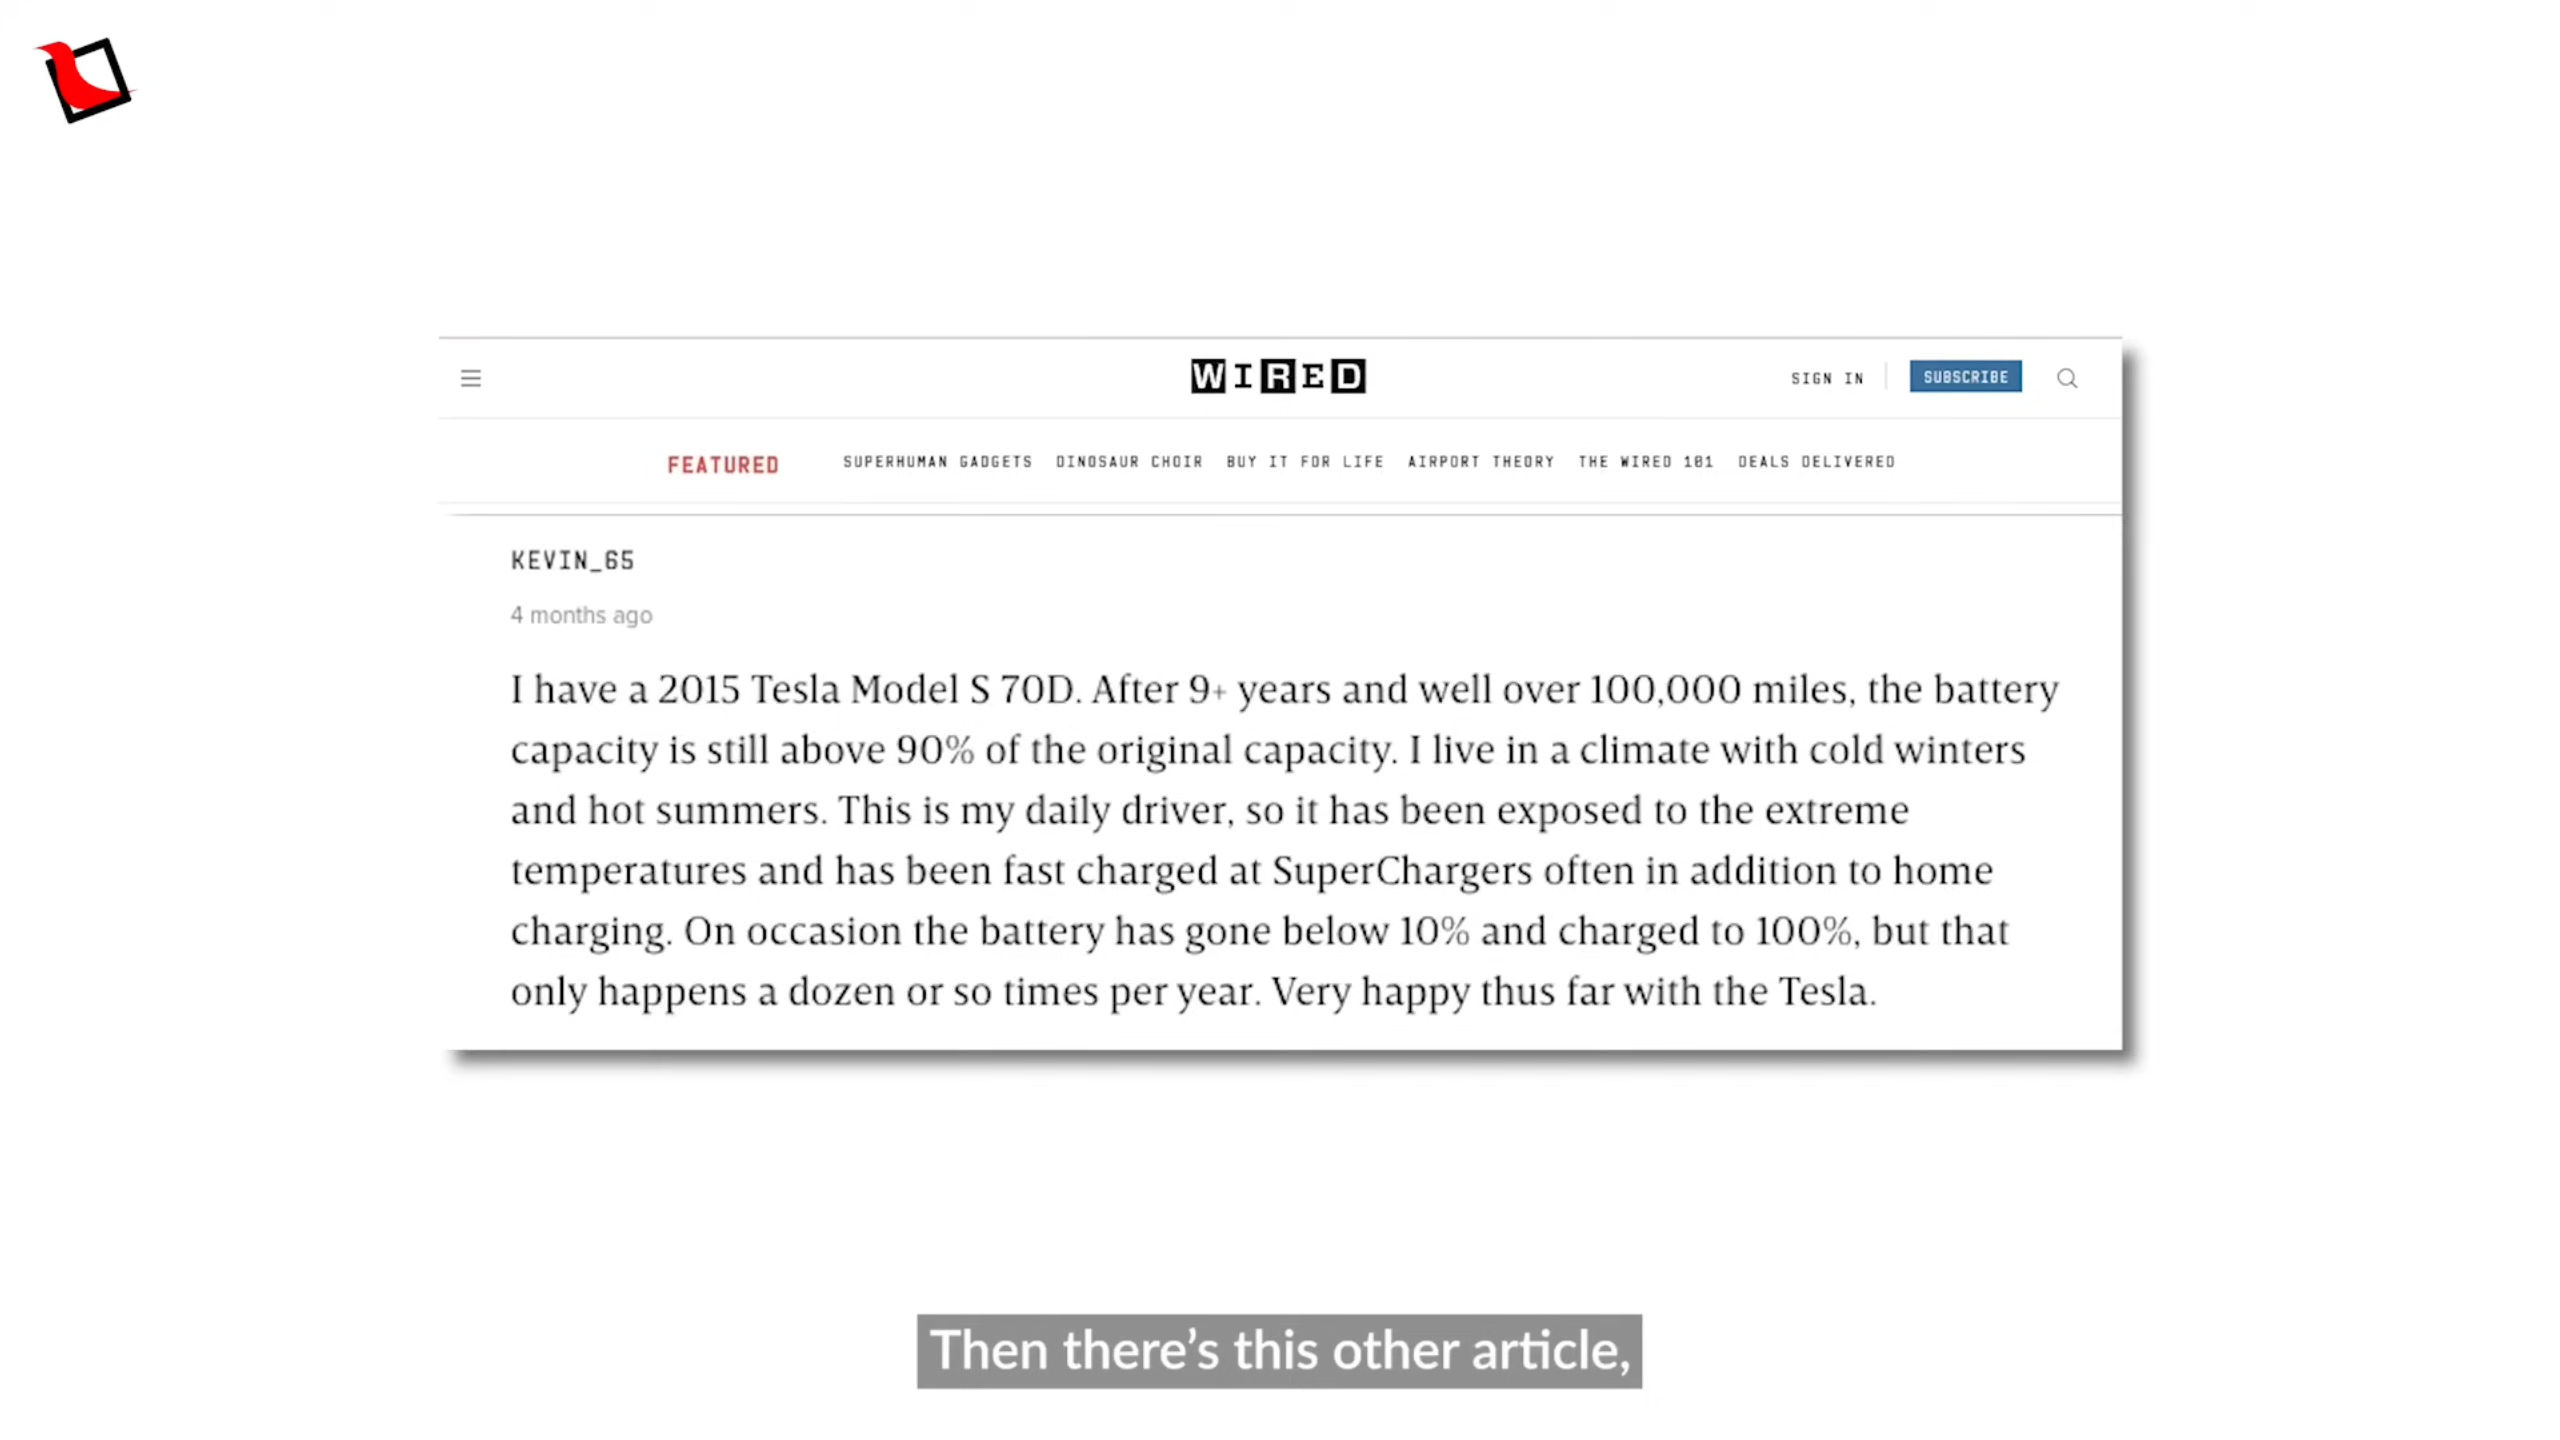 WIRED
SIGN IN
SUBSCRIBE
FEATURED SUPERHUMAN GADGETS DINOSAUR CHOIR BUY IT FOR LIFE AIRPORT THEORY THE WIRED 101 DEALS DELIVERED
KEVIN_65
4 months ago
I have a 2015 Tesla Model S 70D. After 9+ years and well over 100,000 miles, the battery
capacity is still above 90% of the original capacity. I live in a climate with cold winters
and hot summers. This is my daily driver, so it has been exposed to the extreme
temperatures and has been fast charged at SuperChargers often in addition to home
charging. On occasion the battery has gone below 10% and charged to 100%, but that
only happens a dozen or so times per year. Very happy thus far with the Tesla.
Then there’s this other article,